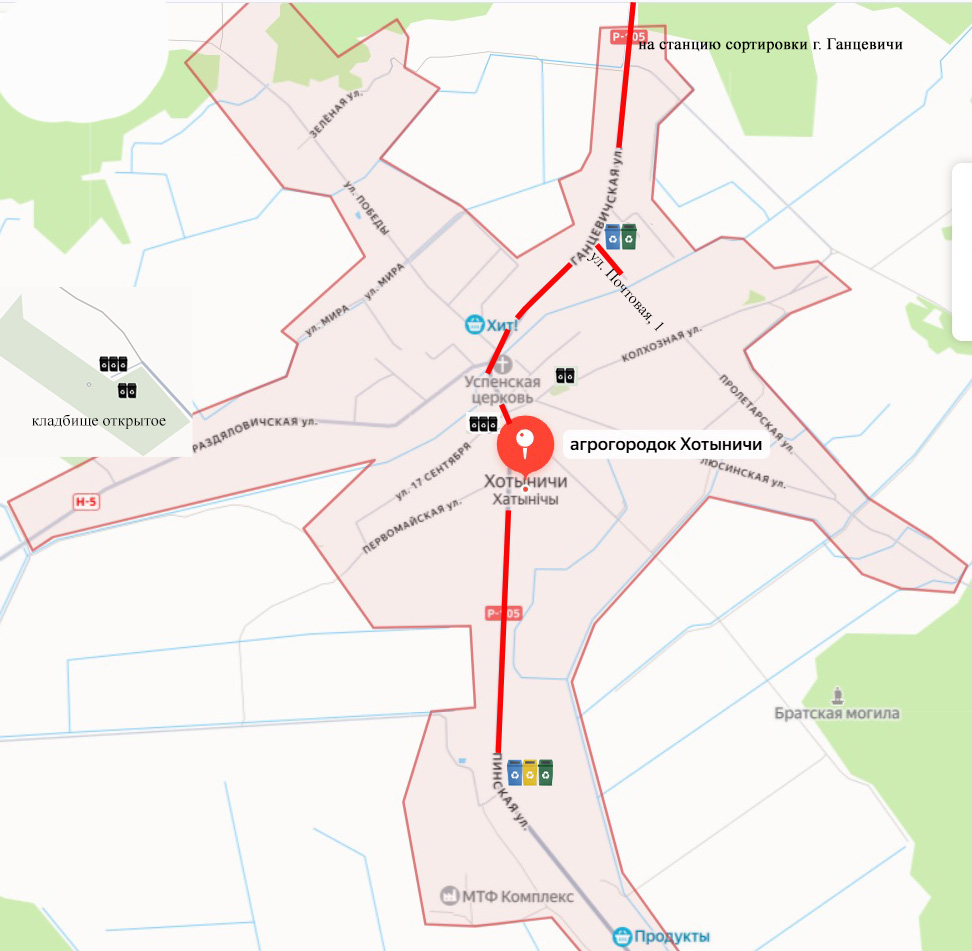 Р-105
на станцию сортировки г. Ганцевичи
ЗЕЛЁНАЯ ул.
ГАНЦЕВИЧСКАЯ ул.
ул. ПОБЕДЫ
ул. Почтовая, 1
ул. МИРА
ул. МИРА
Хит!
КОЛХОЗНАЯ ул.
Успенская
церковь
ПРОЛЕТАРСКАЯ ул.
кладбище открытое
РАЗДЯЛОВИЧСКАЯ ул.
агрогородок Хотыничи
ул. 17 СЕНТЯБРЯ
ЛЮСИНСКАЯ ул.
Хотыничи
Хатынічы
Н-5
ПЕРВОМАЙСКАЯ ул.
Р-105
Братская могила
ПИНСКАЯ ул.
МТФ Комплекс
Продукты